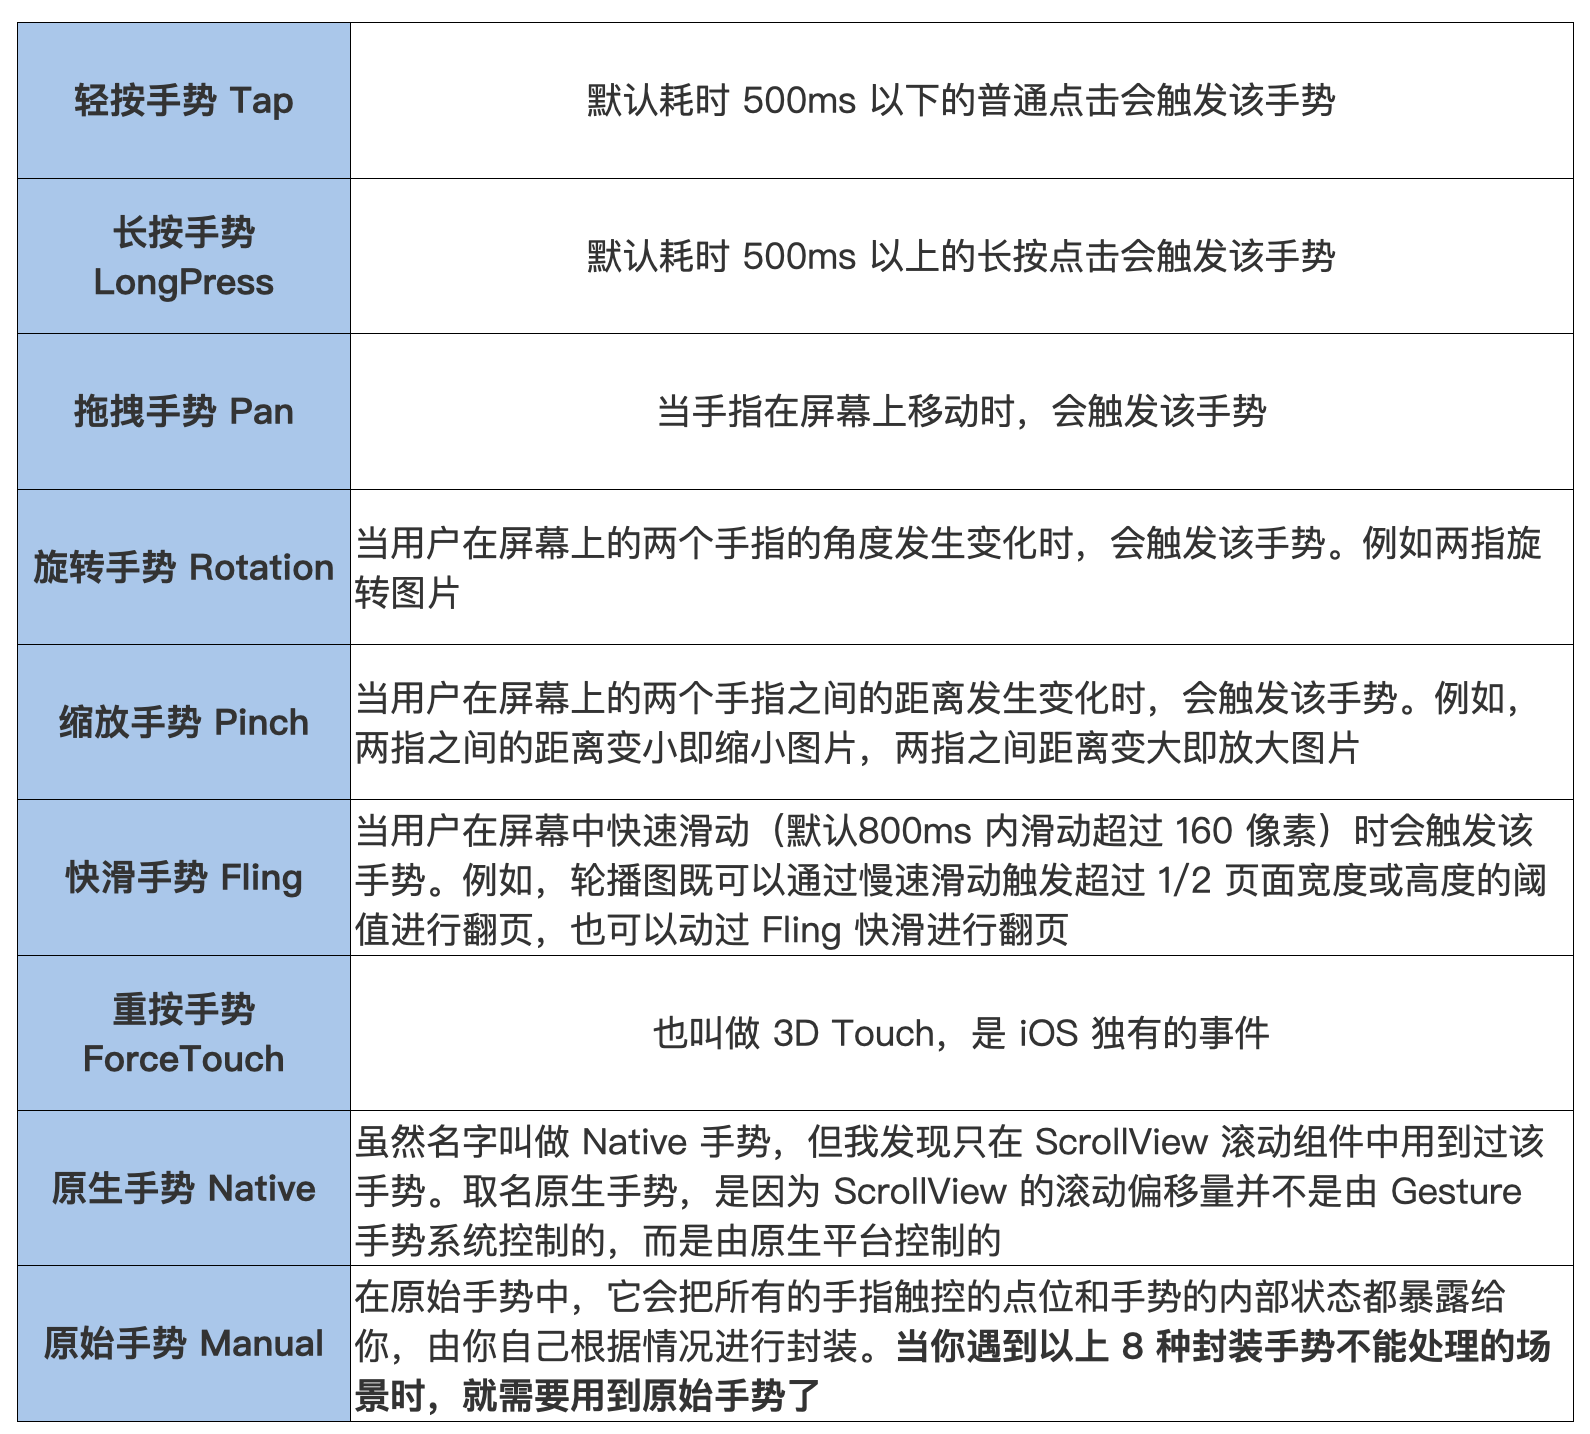 轻按手势 Tap
默认耗时 500ms 以下的普通点击会触发该手势
长按手势
LongPress
默认耗时 500ms 以上的长按点击会触发该手势
拖拽手势 Pan
当手指在屏幕上移动时，会触发该手势
旋转手势 Rotation
当用户在屏幕上的两个手指的角度发生变化时，会触发该手势。例如两指旋
转图片
缩放手势 Pinch
当用户在屏幕上的两个手指之间的距离发生变化时，会触发该手势。例如，
两指之间的距离变小即缩小图片，两指之间距离变大即放大图片
快滑手势 Fling
当用户在屏幕中快速滑动（默认800ms 内滑动超过 160 像素）时会触发该
手势。例如，轮播图既可以通过慢速滑动触发超过 1/2 页面宽度或高度的阈
值进行翻页，也可以动过 Fling 快滑进行翻页
重按手势
ForceTouch
也叫做 3D Touch，是 iOS 独有的事件
原生手势 Native
虽然名字叫做 Native 手势，但我发现只在 ScrollView 滚动组件中用到过该
手势。取名原生手势，是因为 ScrollView 的滚动偏移量并不是由 Gesture
手势系统控制的，而是由原生平台控制的
原始手势 Manual
在原始手势中，它会把所有的手指触控的点位和手势的内部状态都暴露给
你，由你自己根据情况进行封装。当你遇到以上 8 种封装手势不能处理的场
景时，就需要用到原始手势了